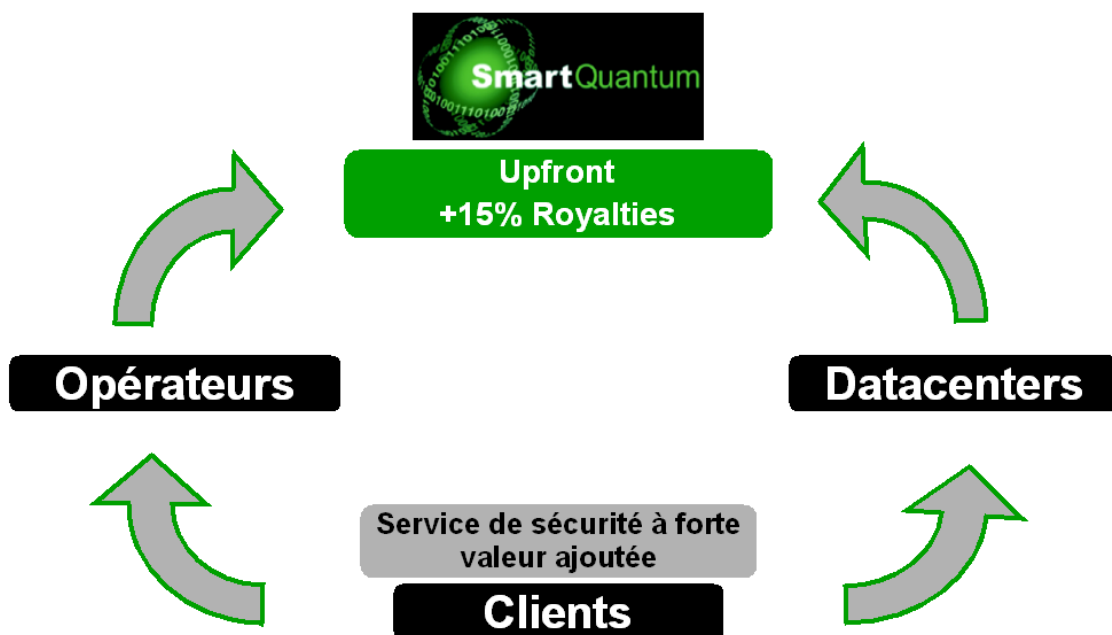 SmartQuantum
Upfront
+15% Royalties
Opérateurs
Datacenters
Service de sécurité à forte
valeur ajoutée
Clients